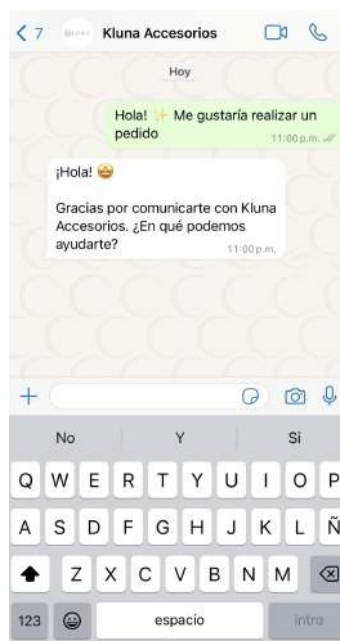 7 Kluna Accesorios
Hoy
Hola! ✨ Me gustaría realizar un
pedido
11:00 p.m.
¡Hola! 🤩
Gracias por comunicarte con Kluna
Accesorios. ¿En qué podemos
ayudarte?
11:00 p.m.
No Y Si
Q W E R T Y U I O P
A S D F G H J K L Ñ
Z X C V B N M
123 espacio intro